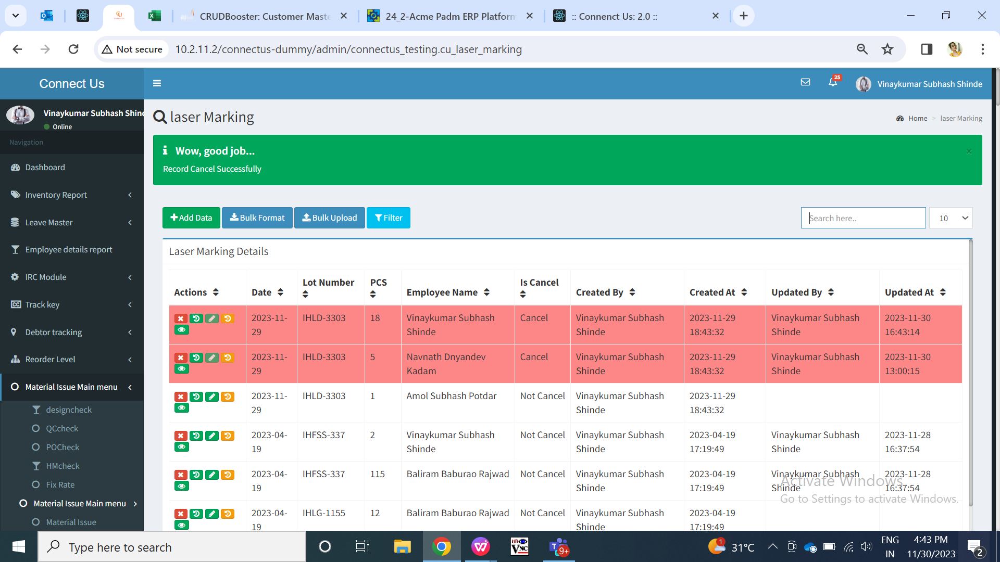 CRUDBooster: Customer Maste
24_2-Acme Padm ERP Platform
:: Connenct Us: 2.0 ::
Not secure
10.2.11.2/connectus-dummy/admin/connectus_testing.cu_laser_marking
Connect Us
25
Vinaykumar Subhash Shinde
Vinaykumar Subhash Shind
Online
Navigation
Dashboard
Inventory Report
Leave Master
Employee details report
IRC Module
Track key
Debtor tracking
Reorder Level
Material Issue Main menu
designcheck
QCcheck
POCheck
HMcheck
Fix Rate
Material Issue Main menu
Material Issue
laser Marking
Home > laser Marking
Wow, good job...
×
Record Cancel Successfully
Add Data
Bulk Format
Bulk Upload
Filter
Search here..
10
Laser Marking Details
Actions Date Lot Number PCS Employee Name Is Cancel Created By Created At Updated By Updated At
2023-11-29 IHLD-3303 18 Vinaykumar Subhash Shinde Cancel Vinaykumar Subhash Shinde 2023-11-29 18:43:32 Vinaykumar Subhash Shinde 2023-11-30 16:43:14
2023-11-29 IHLD-3303 5 Navnath Dnyandev Kadam Cancel Vinaykumar Subhash Shinde 2023-11-29 18:43:32 Vinaykumar Subhash Shinde 2023-11-30 13:00:15
2023-11-29 IHLD-3303 1 Amol Subhash Potdar Not Cancel Vinaykumar Subhash Shinde 2023-11-29 18:43:32
2023-04-19 IHFSS-337 2 Vinaykumar Subhash Shinde Not Cancel Vinaykumar Subhash Shinde 2023-04-19 17:19:49 Vinaykumar Subhash Shinde 2023-11-28 16:37:54
2023-04-19 IHFSS-337 115 Baliram Baburao Rajwad Not Cancel Vinaykumar Subhash Shinde 2023-04-19 17:19:49 Vinaykumar Subhash Shinde 2023-11-28 16:37:54
2023-04-19 IHLG-1155 12 Baliram Baburao Rajwad Not Cancel Vinaykumar Subhash Shinde 2023-04-19 17:19:49
Activate Windows
Go to Settings to activate Windows.
Type here to search
VNC
T 9+
1
31°C
ENG
IN
4:43 PM
11/30/2023
2